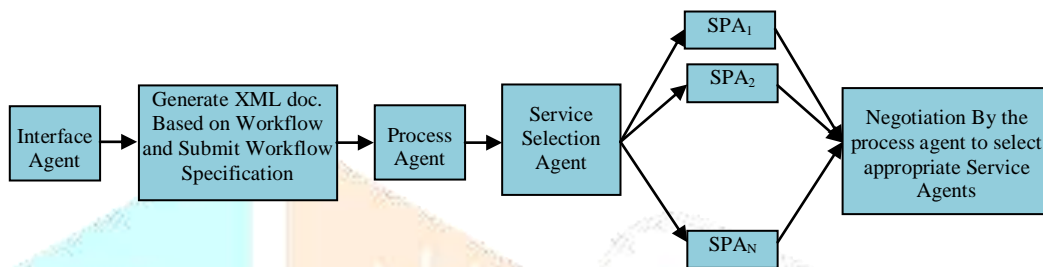 Interface
Agent
Generate XML doc.
Based on Workflow
and Submit Workflow
Specification
Process
Agent
Service
Selection
Agent
SPA₁
SPA₂
SPA_N
Negotiation By the
process agent to select
appropriate Service
Agents